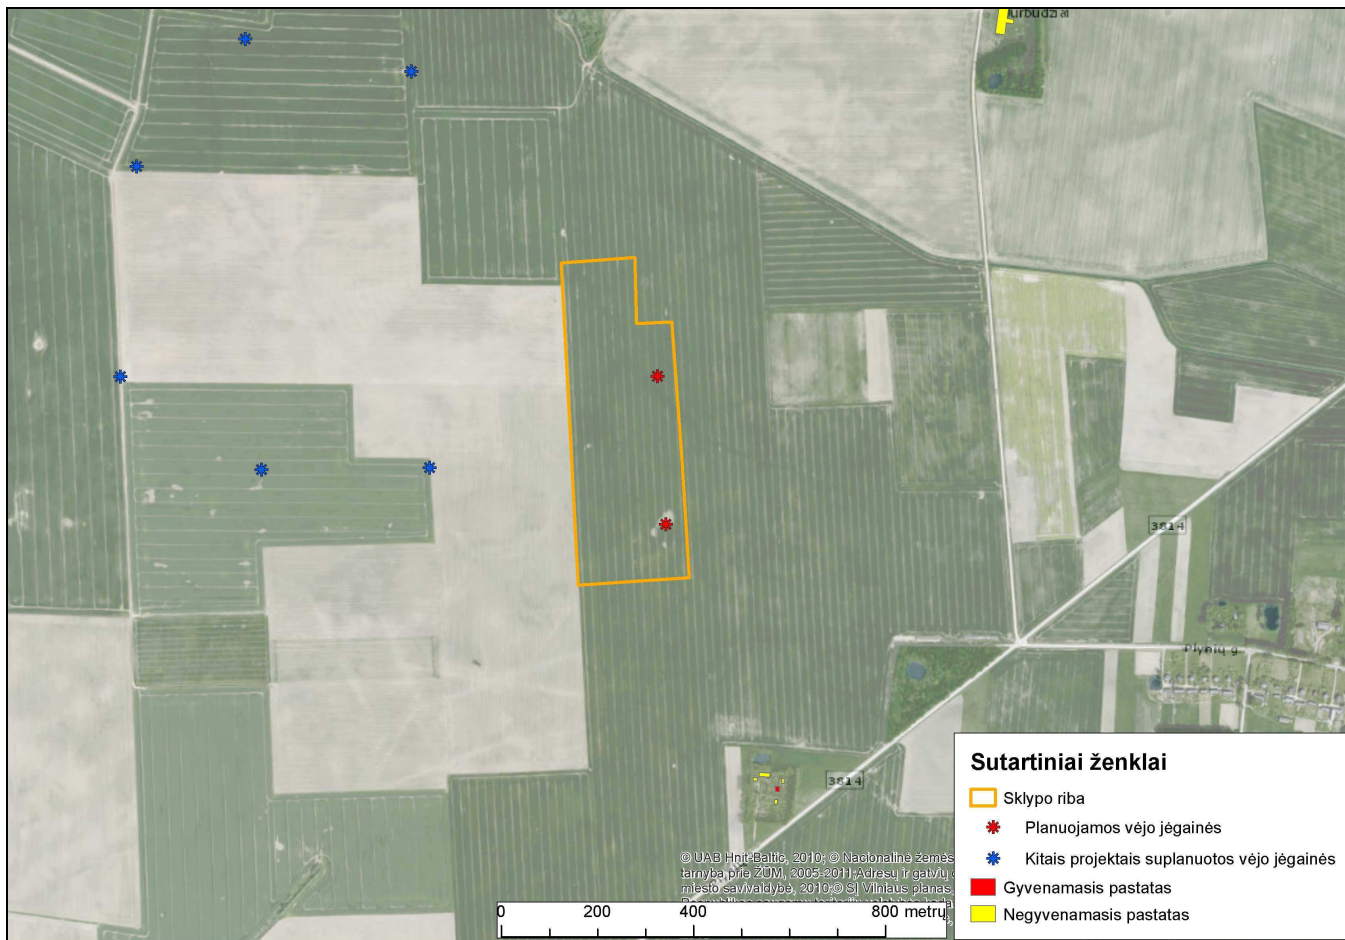 urbudžiai
3814
Plynių g.
3814
Sutartiniai ženklai
Sklypo riba
Planuojamos vėjo jėgainės
Kitais projektais suplanuotos vėjo jėgainės
Gyvenamasis pastatas
Negyvenamasis pastatas
© UAB Hnit-Baltic, 2010; © Nacionalinė žemės
tarnyba prie ŽŪM, 2005-2011;Adresų ir gatvių
miesto savivaldybė, 2010;© SĮ Vilniaus planas,
0 200 400 800 metrų